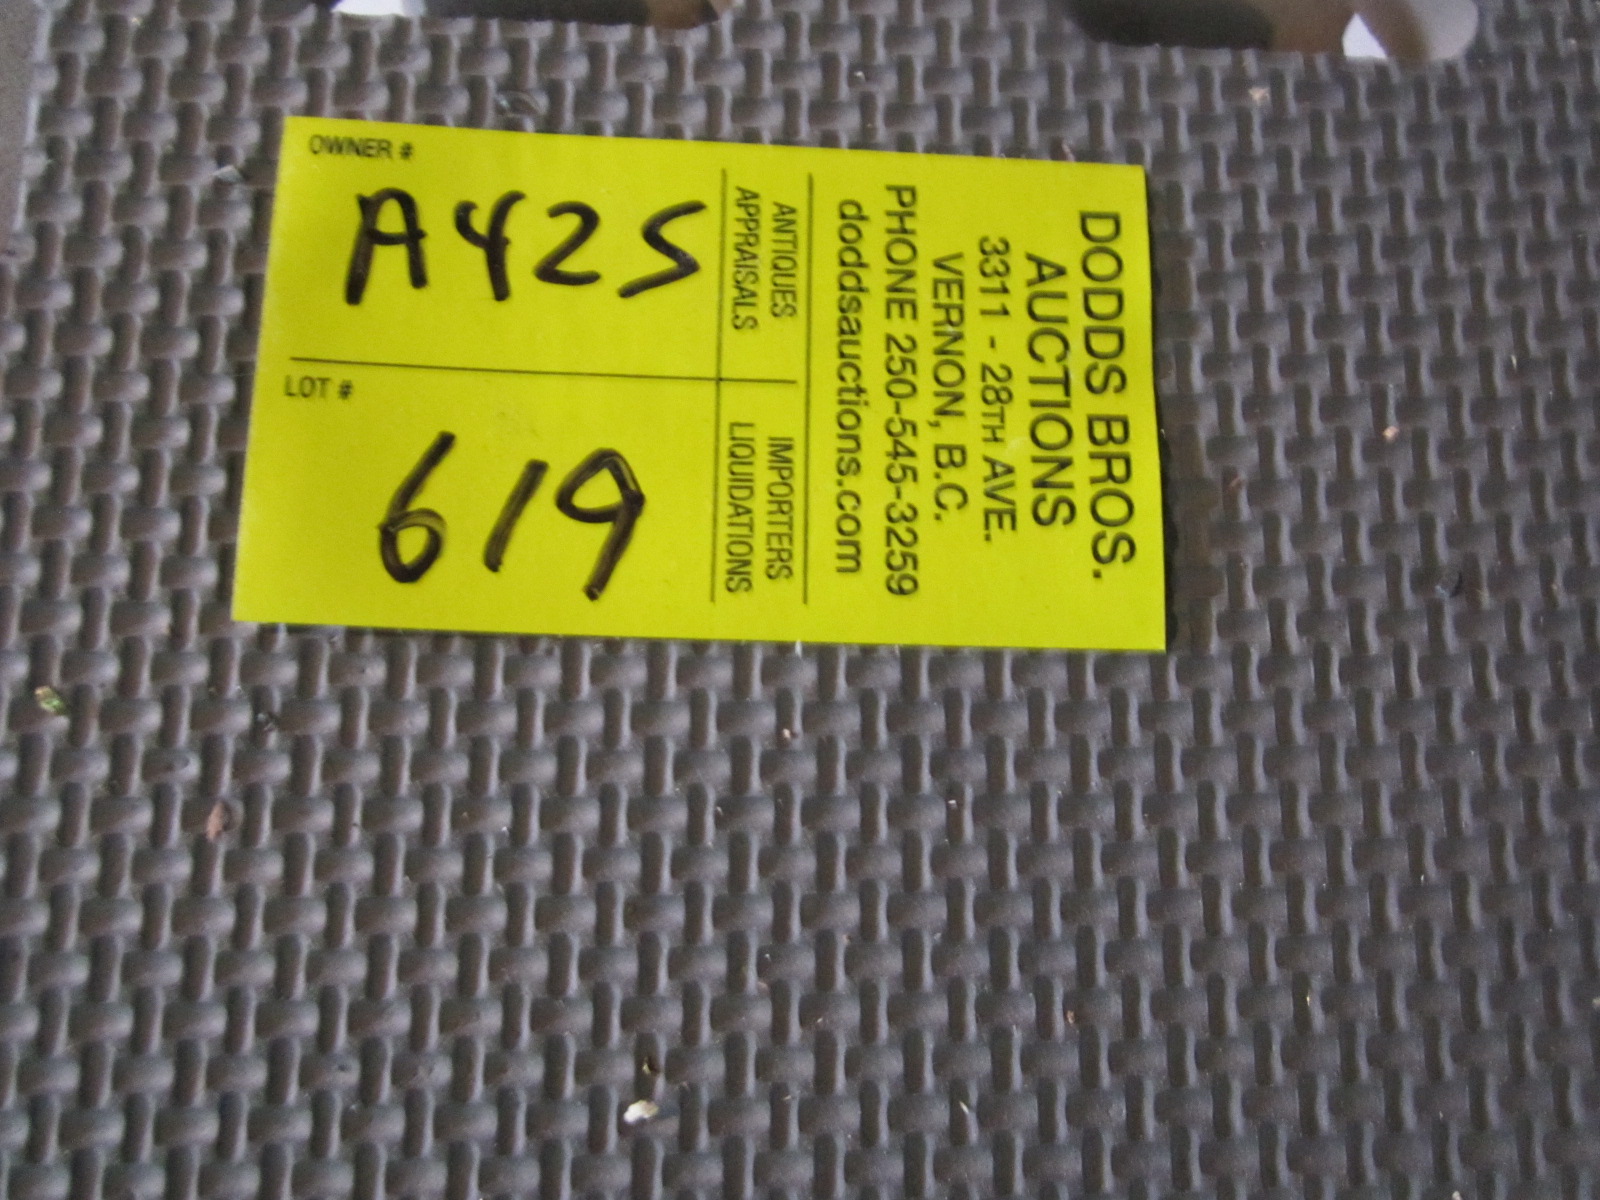 OWNER #
A425
LOT #
619
ANTIQUES
APPRAISALS
IMPORTERS
LIQUIDATIONS
DODDS BROS.
AUCTIONS
3311 - 28TH AVE.
VERNON, B.C.
PHONE 250-545-3259
doddsauctions.com